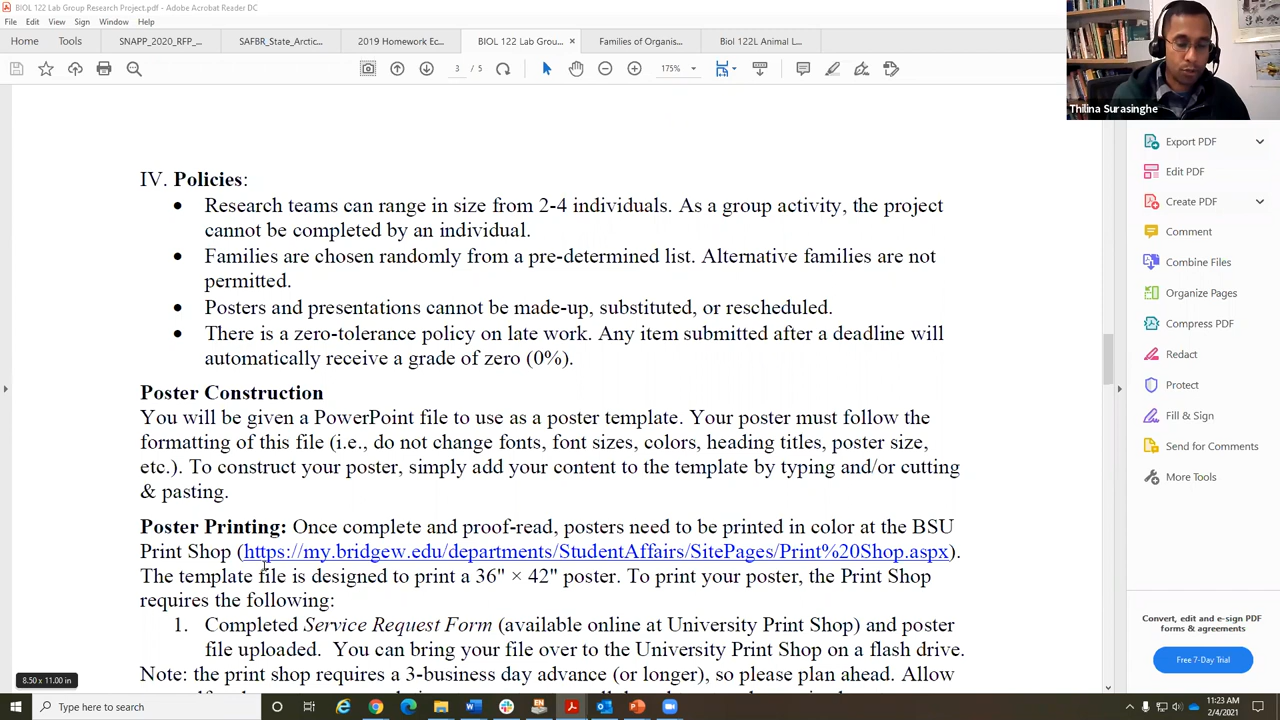 BIOL 122 Lab Group Research Project.pdf - Adobe Acrobat Reader DC
File Edit View Sign Window Help
Home Tools SNAPP_2020_RFP_... SAFBR_State_Arctic... 2019 Homework #c... BIOL 122 Lab Grou... × Families of Organis... Biol 122L Animal L...
3 / 5 175%
Thilina Surasinghe
IV. Policies:
• Research teams can range in size from 2-4 individuals. As a group activity, the project
cannot be completed by an individual.
• Families are chosen randomly from a pre-determined list. Alternative families are not
permitted.
• Posters and presentations cannot be made-up, substituted, or rescheduled.
• There is a zero-tolerance policy on late work. Any item submitted after a deadline will
automatically receive a grade of zero (0%).
Poster Construction
You will be given a PowerPoint file to use as a poster template. Your poster must follow the
formatting of this file (i.e., do not change fonts, font sizes, colors, heading titles, poster size,
etc.). To construct your poster, simply add your content to the template by typing and/or cutting
& pasting.
Poster Printing: Once complete and proof-read, posters need to be printed in color at the BSU
Print Shop (https://my.bridgew.edu/departments/StudentAffairs/SitePages/Print%20Shop.aspx).
The template file is designed to print a 36" × 42" poster. To print your poster, the Print Shop
requires the following:
1. Completed Service Request Form (available online at University Print Shop) and poster
file uploaded. You can bring your file over to the University Print Shop on a flash drive.
Note: the print shop requires a 3-business day advance (or longer), so please plan ahead. Allow
Export PDF
Edit PDF
Create PDF
Comment
Combine Files
Organize Pages
Compress PDF
Redact
Protect
Fill & Sign
Send for Comments
More Tools
Convert, edit and e-sign PDF
forms & agreements
Free 7-Day Trial
8.50 x 11.00 in
Type here to search
11:23 AM
2/4/2021